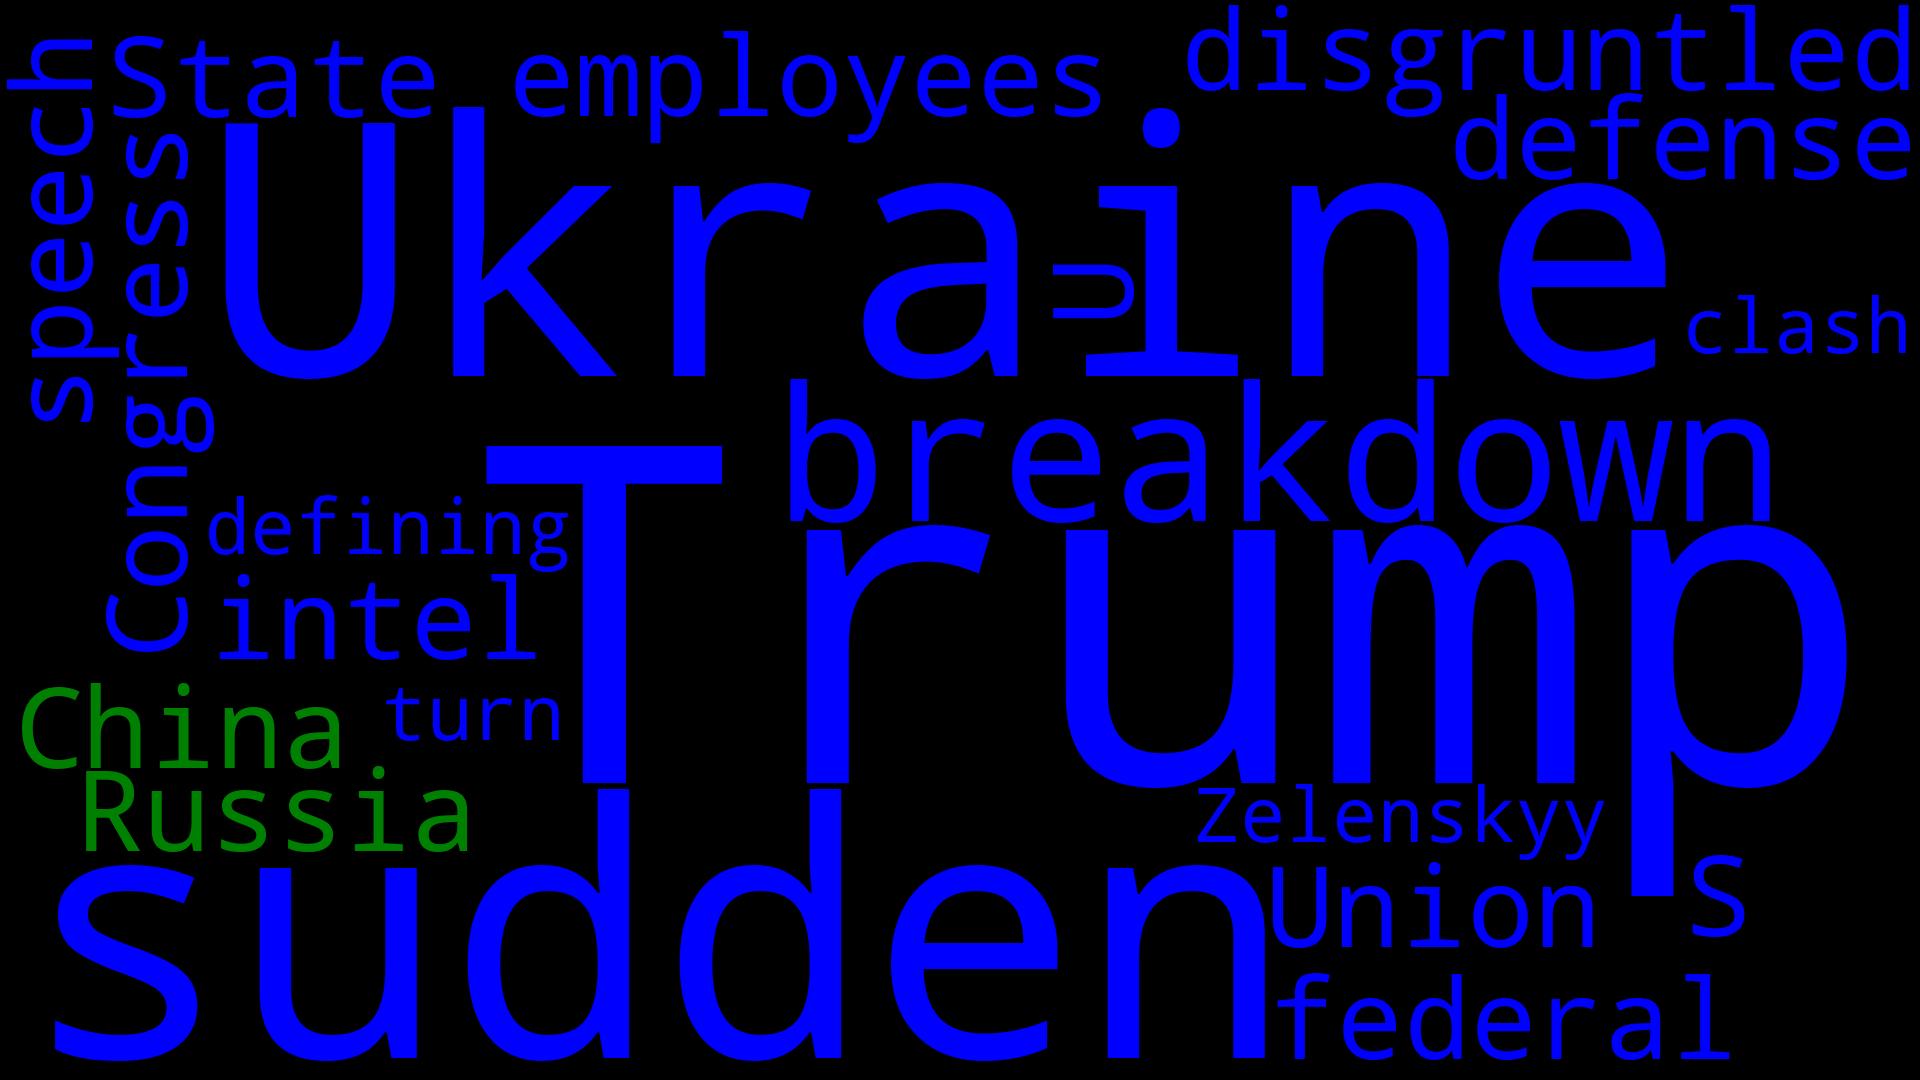 speech
Congress
State employees
disgruntled
defense
Ukraine
U
clash
breakdown
Trump
defining
intel
turn
China
Russia
sudden
Zelenskyy
Union
S
federal